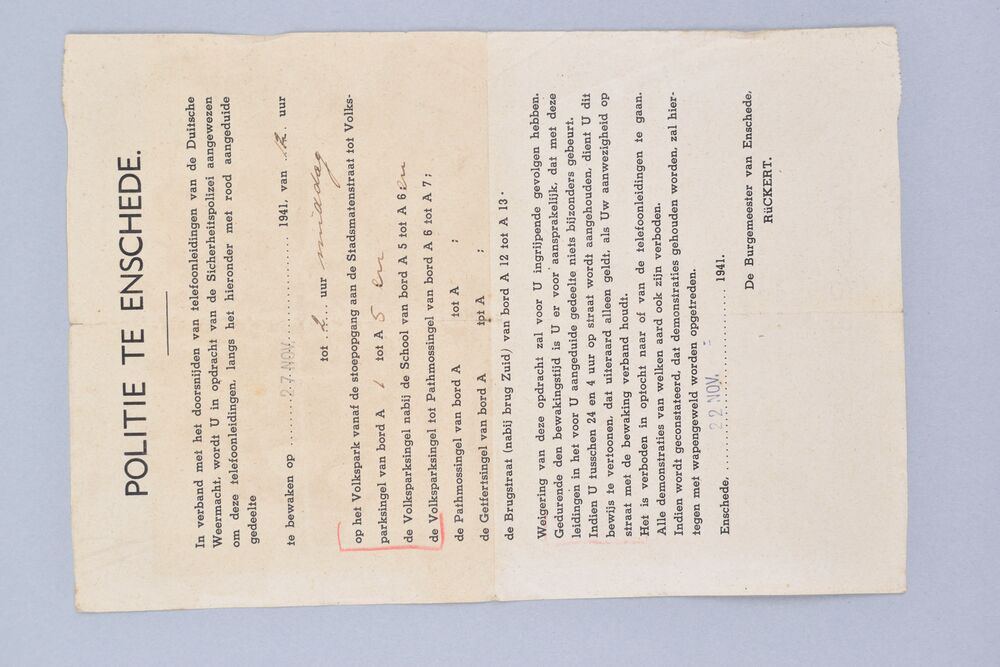 POLITIE TE ENSCHEDE.
In verband met het doorsnijden van telefoonleidingen van de Duitsche
Weermacht, wordt U in opdracht van de Sicherheitspolizei aangewezen
om deze telefoonleidingen, langs het hieronder met rood aangeduide
gedeelte
te bewaken op ........27 NOV........ 1941, van .12. uur
tot .2... uur middag
op het Volkspark vanaf de stoepopgang aan de Stadsmatenstraat tot Volks-
parksingel van bord A 1 tot A 5 en
de Volksparksingel nabij de School van bord A 5 tot A 6 en
de Volksparksingel tot Pathmossingel van bord A 6 tot A 7;
de Pathmossingel van bord A tot A ;
de Getfertsingel van bord A tot A ;
de Brugstraat (nabij brug Zuid) van bord A 12 tot A 13.
Weigering van deze opdracht zal voor U ingrijpende gevolgen hebben.
Gedurende den bewakingstijd is U er voor aansprakelijk, dat met deze
leidingen in het voor U aangeduide gedeelte niets bijzonders gebeurt.
Indien U tusschen 24 en 4 uur op straat wordt aangehouden, dient U dit
bewijs te vertoonen, dat uiteraard alleen geldt, als Uw aanwezigheid op
straat met de bewaking verband houdt.
Het is verboden in optocht naar of van de telefoonleidingen te gaan.
Alle demonstraties van welken aard ook zijn verboden.
Indien wordt geconstateerd, dat demonstraties gehouden worden, zal hier-
tegen met wapengeweld worden opgetreden.
Enschede, ........22 NOV........ 1941.
De Burgemeester van Enschede,
RüCKERT.